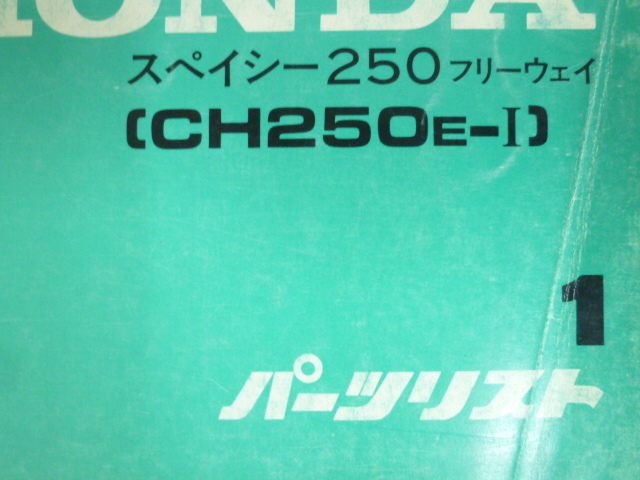 HONDA
スペイシー250フリーウェイ
(CH250E-I)
1
パーツリスト